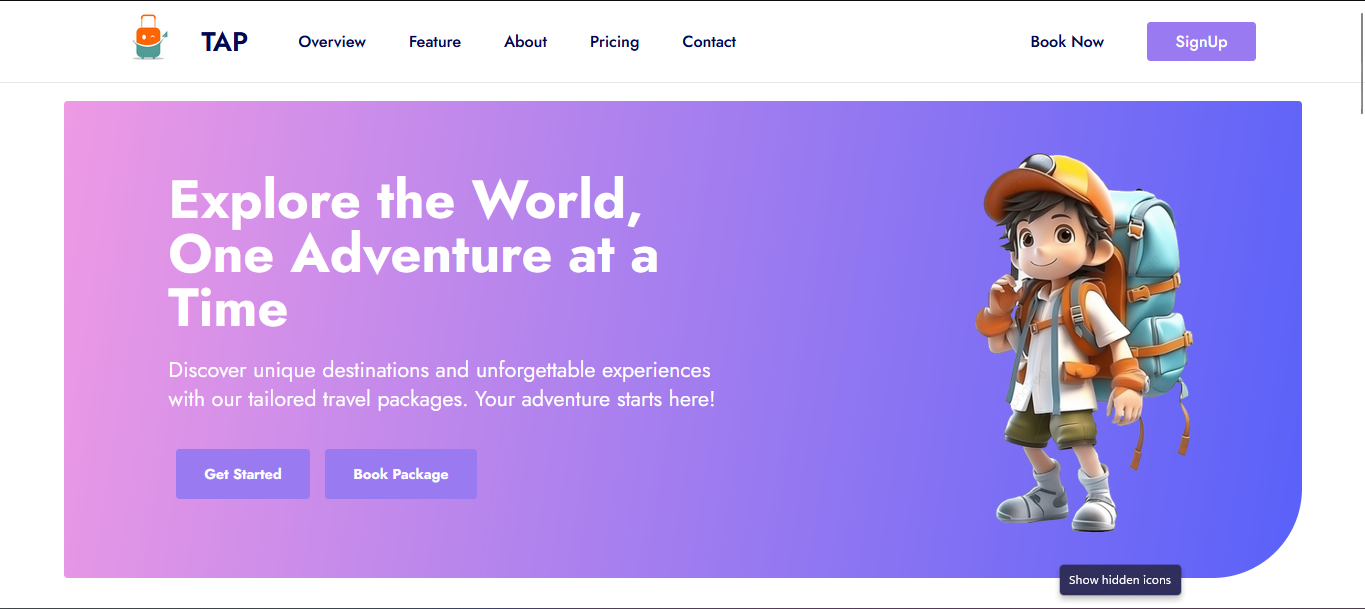 TAP
Overview
Feature
About
Pricing
Contact
Book Now
SignUp
Explore the World,
One Adventure at a
Time
Discover unique destinations and unforgettable experiences
with our tailored travel packages. Your adventure starts here!
Get Started
Book Package
Show hidden icons